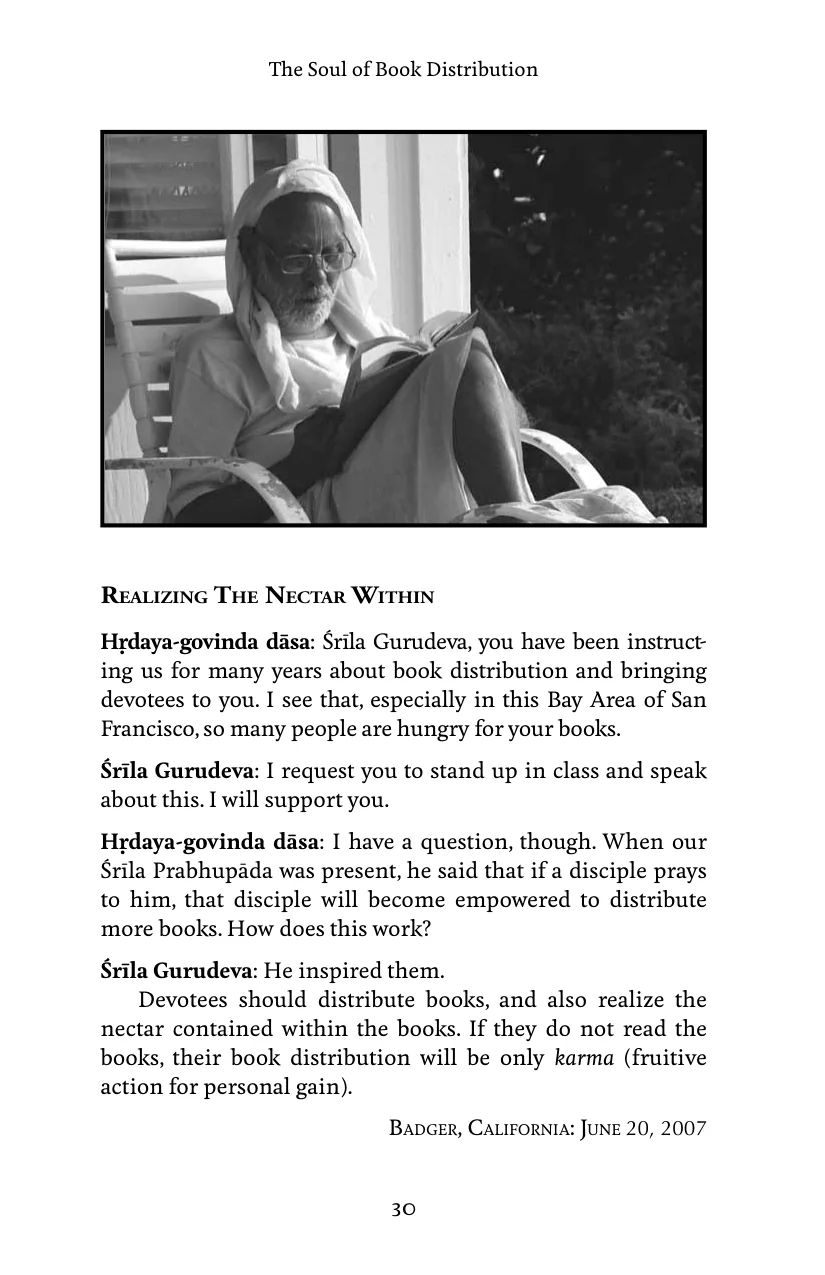 The Soul of Book Distribution
Realizing The Nectar Within
Hṛdaya-govinda dāsa: Śrīla Gurudeva, you have been instruct-
ing us for many years about book distribution and bringing
devotees to you. I see that, especially in this Bay Area of San
Francisco, so many people are hungry for your books.
Śrīla Gurudeva: I request you to stand up in class and speak
about this. I will support you.
Hṛdaya-govinda dāsa: I have a question, though. When our
Śrīla Prabhupāda was present, he said that if a disciple prays
to him, that disciple will become empowered to distribute
more books. How does this work?
Śrīla Gurudeva: He inspired them.
Devotees should distribute books, and also realize the
nectar contained within the books. If they do not read the
books, their book distribution will be only karma (fruitive
action for personal gain).
Badger, California: June 20, 2007
30